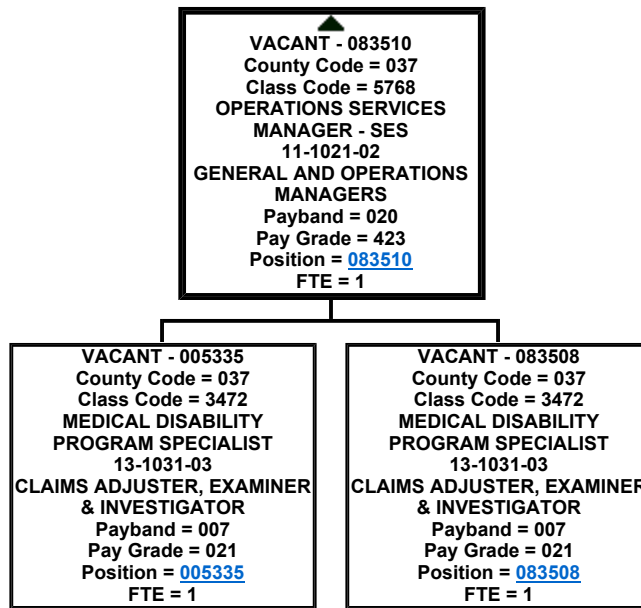 VACANT - 083510
County Code = 037
Class Code = 5768
OPERATIONS SERVICES
MANAGER - SES
11-1021-02
GENERAL AND OPERATIONS
MANAGERS
Payband = 020
Pay Grade = 423
Position = 083510
FTE = 1
VACANT - 005335
County Code = 037
Class Code = 3472
MEDICAL DISABILITY
PROGRAM SPECIALIST
13-1031-03
CLAIMS ADJUSTER, EXAMINER
& INVESTIGATOR
Payband = 007
Pay Grade = 021
Position = 005335
FTE = 1
VACANT - 083508
County Code = 037
Class Code = 3472
MEDICAL DISABILITY
PROGRAM SPECIALIST
13-1031-03
CLAIMS ADJUSTER, EXAMINER
& INVESTIGATOR
Payband = 007
Pay Grade = 021
Position = 083508
FTE = 1